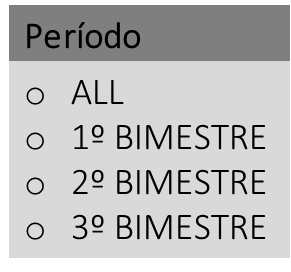 Período
○ ALL
○ 1º BIMESTRE
○ 2º BIMESTRE
○ 3º BIMESTRE